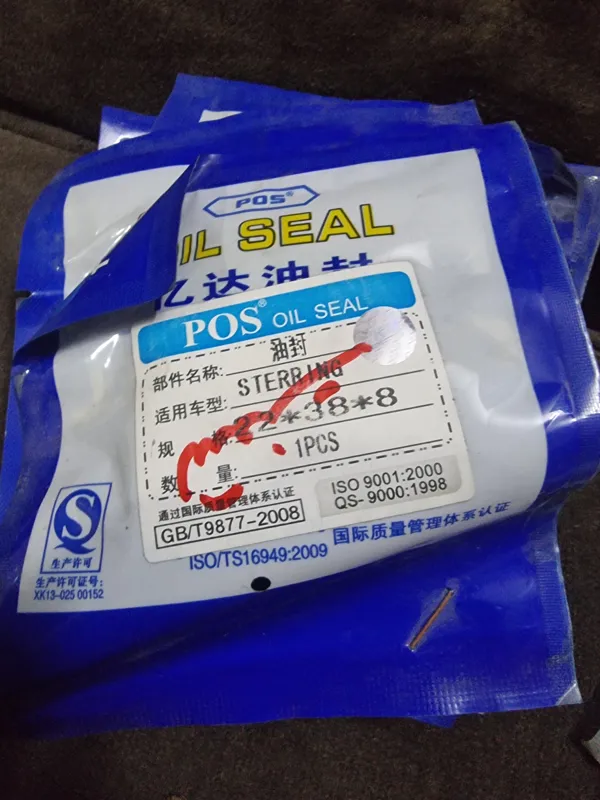 POS®
OIL SEAL
亿达油封
POS® OIL SEAL
部件名称: 油封
适用车型: STERRING
规 格: 22*38*8
数 量: 1PCS
通过国际质量管理体系认证
GB/T9877-2008
ISO 9001:2000
QS- 9000:1998
ISO/TS16949:2009 国际质量管理体系认证
生产许可
生产许可证号:
XK13-025 00152